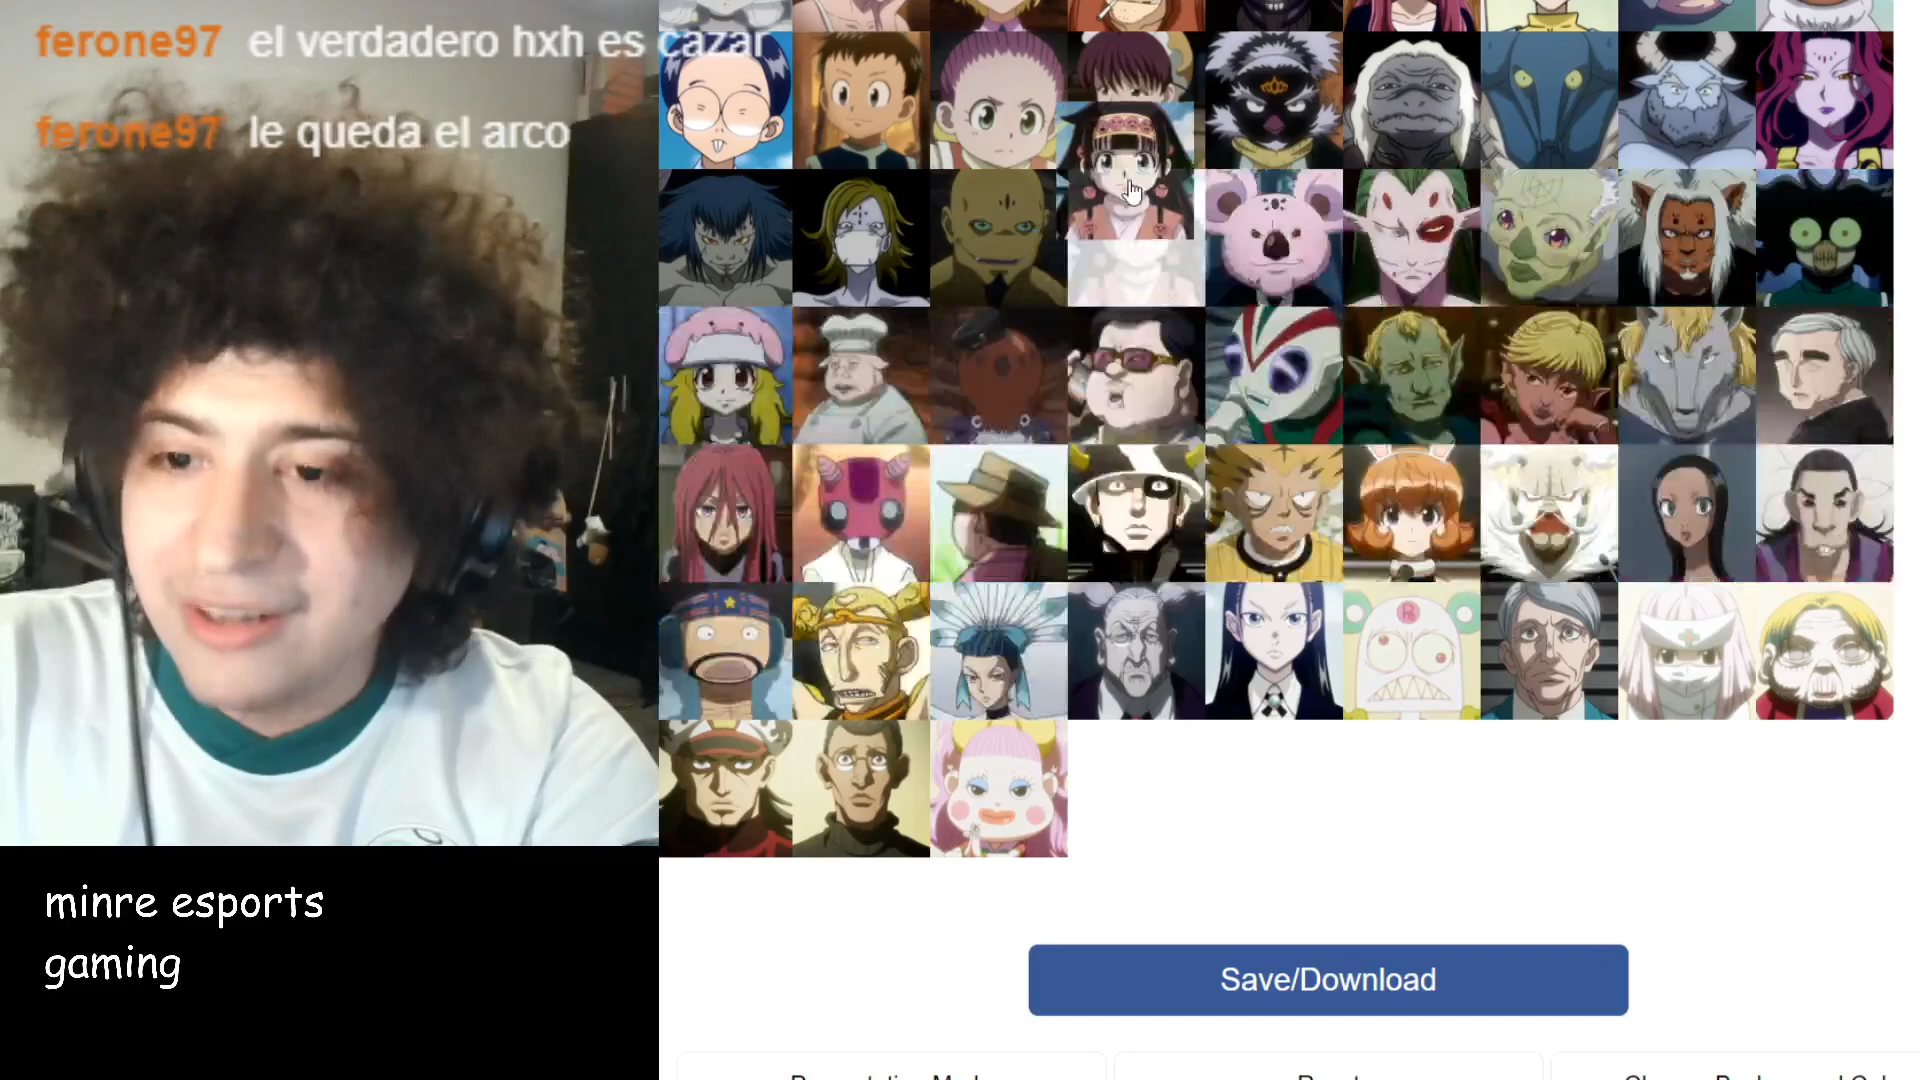 ferone97 el verdadero hxh es cazar
ferone97 le queda el arco
R
minre esports
gaming
Save/Download